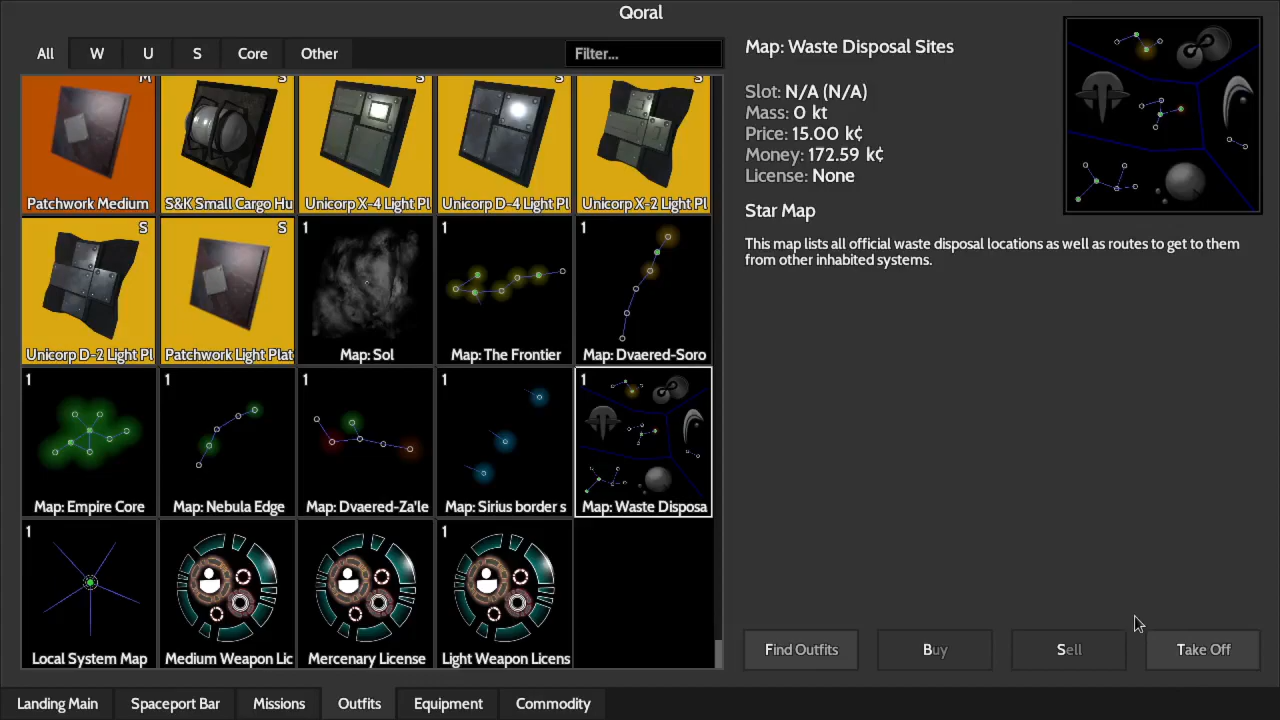 Qoral
All W U S Core Other Filter...
Map: Waste Disposal Sites
Slot: N/A (N/A)
Mass: 0 kt
Price: 15.00 k¢
Money: 172.59 k¢
License: None
Star Map
This map lists all official waste disposal locations as well as routes to get to them
from other inhabited systems.
M S S S S
Patchwork Medium S&K Small Cargo Hu Unicorp X-4 Light Pl Unicorp D-4 Light Pl Unicorp X-2 Light Pl
S S 1 1 1
Unicorp D-2 Light Pl Patchwork Light Plat Map: Sol Map: The Frontier Map: Dvaered-Soro
1 1 1 1 1
Map: Empire Core Map: Nebula Edge Map: Dvaered-Za'le Map: Sirius border s Map: Waste Disposa
1 1
Local System Map Medium Weapon Lic Mercenary License Light Weapon Licens
Find Outfits Buy Sell Take Off
Landing Main Spaceport Bar Missions Outfits Equipment Commodity